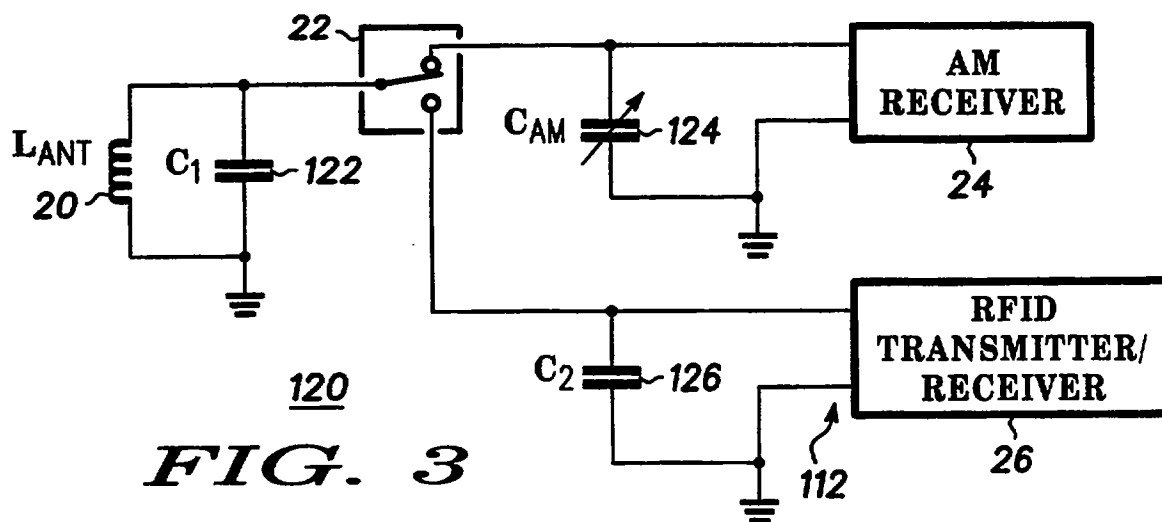 22
AM
RECEIVER
24
L_ANT
20
C₁
122
C_AM
124
RFID
TRANSMITTER/
RECEIVER
26
C₂
126
112
120
FIG. 3